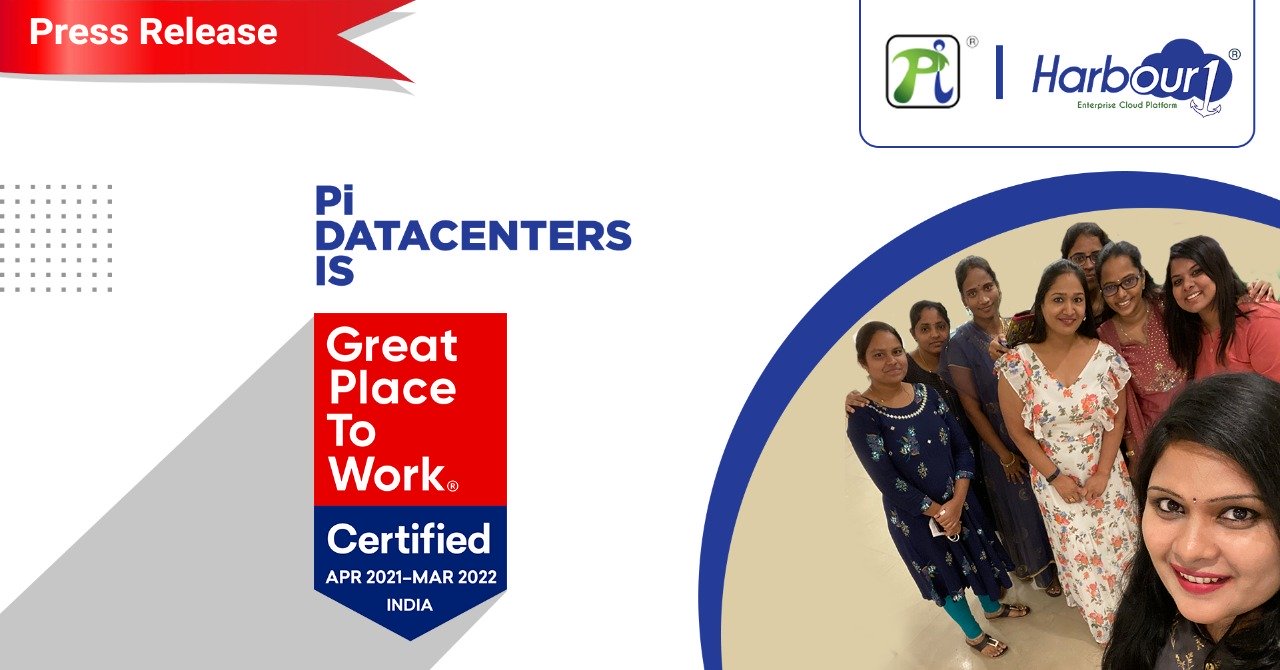 Press Release
Pi ®
Harbour1 ®
Enterprise Cloud Platform
Pi
DATACENTERS
IS
Great
Place
To
Work®
Certified
APR 2021–MAR 2022
INDIA